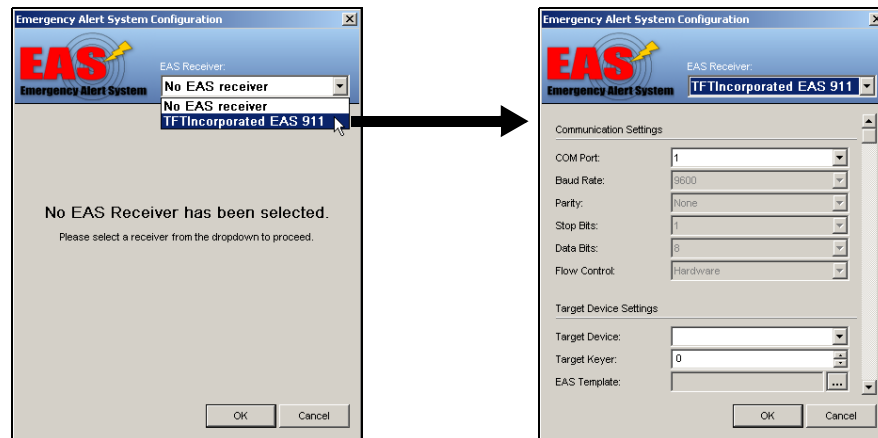 Emergency Alert System Configuration
EAS
Emergency Alert System
EAS Receiver:
No EAS receiver
No EAS receiver
TFTIncorporated EAS 911
No EAS Receiver has been selected.
Please select a receiver from the dropdown to proceed.
OK
Cancel
Emergency Alert System Configuration
EAS
Emergency Alert System
EAS Receiver:
TFTIncorporated EAS 911
Communication Settings
COM Port: 1
Baud Rate: 9600
Parity: None
Stop Bits: 1
Data Bits: 8
Flow Control: Hardware
Target Device Settings
Target Device:
Target Keyer: 0
EAS Template: ...
OK
Cancel